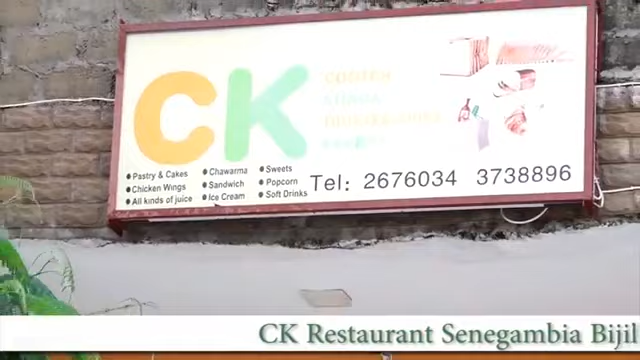 CK
Pastry & Cakes
Chawarma
Sweets
Chicken Wings
Sandwich
Popcorn
All kinds of juice
Ice Cream
Soft Drinks
Tel: 2676034 3738896
CK Restaurant Senegambia Bijil